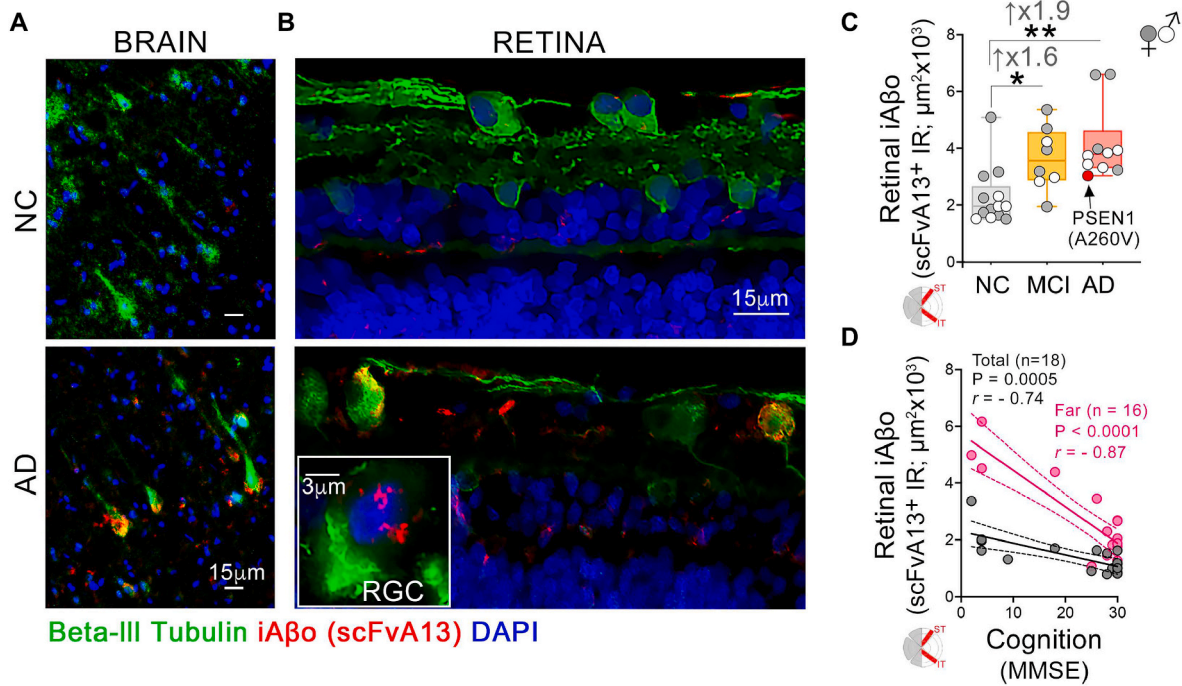 A
BRAIN
NC
AD
15μm
B
RETINA
15μm
3μm
RGC
Beta-III Tubulin iAβo (scFvA13) DAPI
C
↑x1.9
**
↑x1.6
*
♀♂
Retinal iAβo
(scFvA13⁺ IR; μm²x10³)
8
6
4
2
0
PSEN1
(A260V)
NC MCI AD
ST
IT
D
Total (n=18)
P = 0.0005
r = - 0.74
Far (n = 16)
P < 0.0001
r = - 0.87
Retinal iAβo
(scFvA13⁺ IR; μm²x10³)
8
6
4
2
0
0 10 20 30
Cognition
(MMSE)
ST
IT